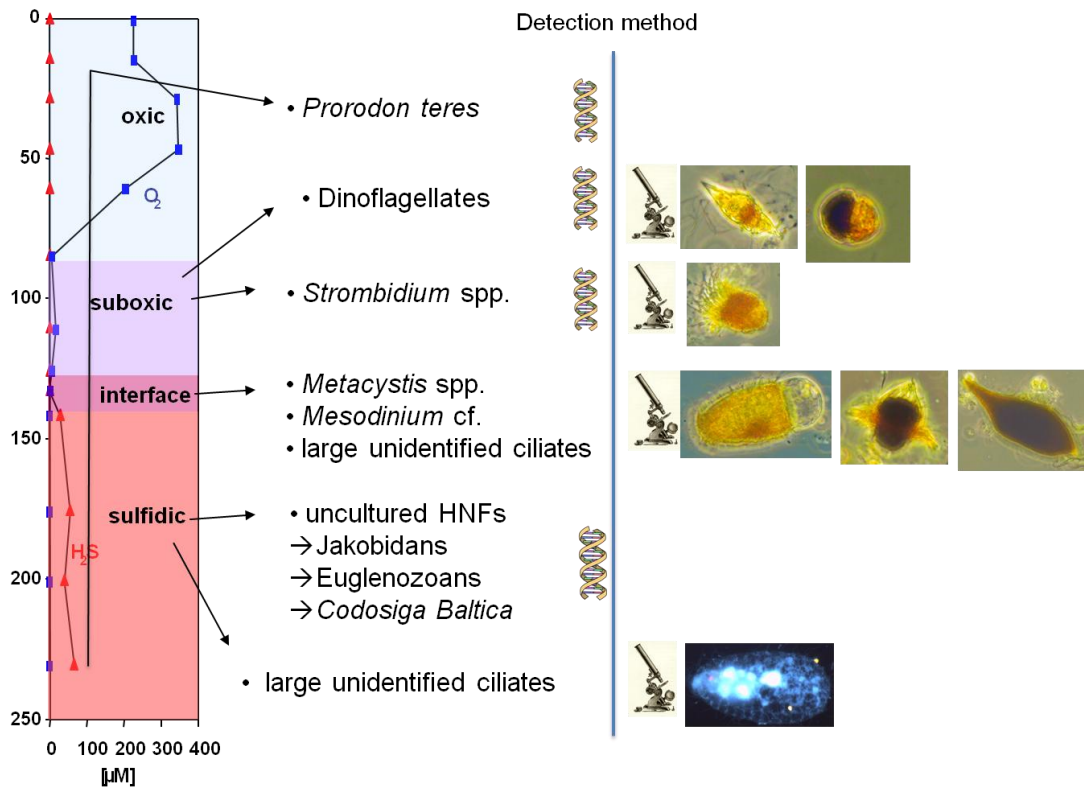 Detection method
0
50
100
150
200
250
oxic
O2
suboxic
interface
sulfidic
H2S
0 100 200 300 400
[µM]
• Prorodon teres
• Dinoflagellates
• Strombidium spp.
• Metacystis spp.
• Mesodinium cf.
• large unidentified ciliates
• uncultured HNFs
→Jakobidans
→Euglenozoans
→Codosiga Baltica
• large unidentified ciliates